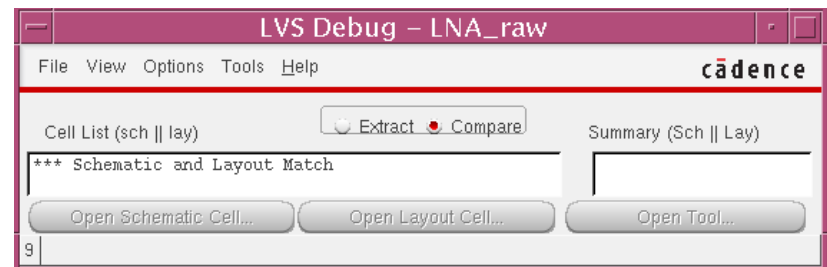 LVS Debug – LNA_raw
File View Options Tools Help
cādence
Extract Compare
Cell List (sch || lay) Summary (Sch || Lay)
*** Schematic and Layout Match
Open Schematic Cell... Open Layout Cell... Open Tool...
9